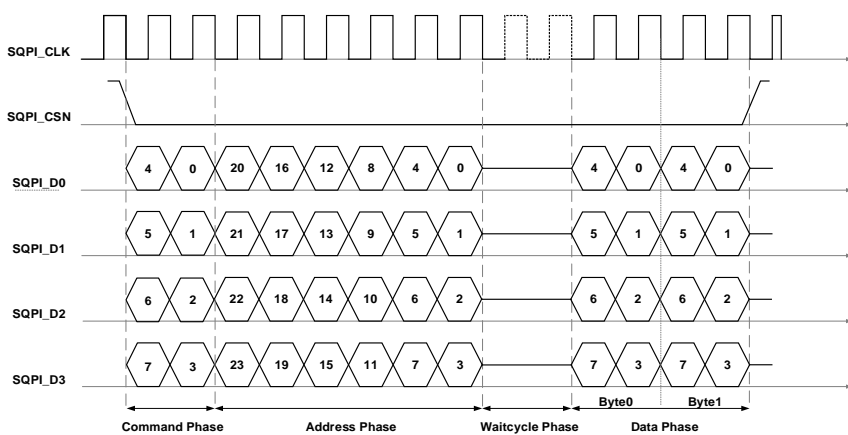 SQPI_CLK
SQPI_CSN
SQPI_D0 4 0 20 16 12 8 4 0 4 0 4 0
SQPI_D1 5 1 21 17 13 9 5 1 5 1 5 1
SQPI_D2 6 2 22 18 14 10 6 2 6 2 6 2
SQPI_D3 7 3 23 19 15 11 7 3 7 3 7 3
Byte0 Byte1
Command Phase Address Phase Waitcycle Phase Data Phase